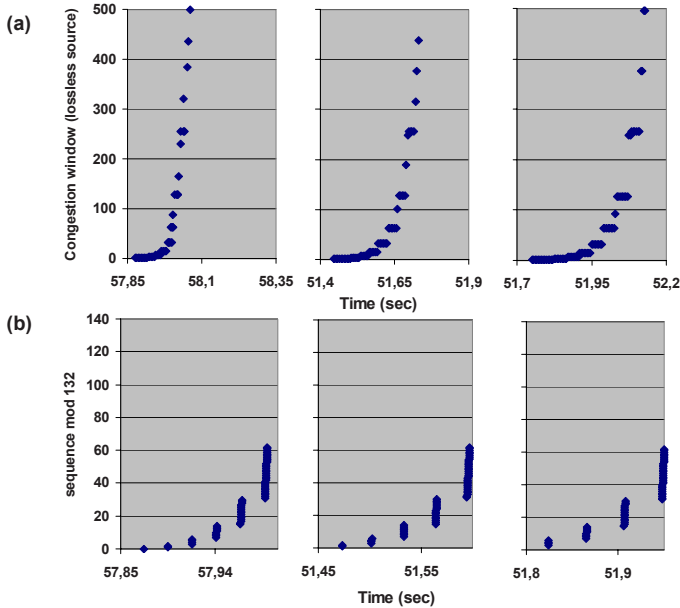 (a)
Congestion window (lossless source)
500
400
300
200
100
0
57,85 58,1 58,35
51,4 51,65 51,9
51,7 51,95 52,2
Time (sec)
(b)
sequence mod 132
140
120
100
80
60
40
20
0
57,85 57,94
51,45 51,55
51,8 51,9
Time (sec)